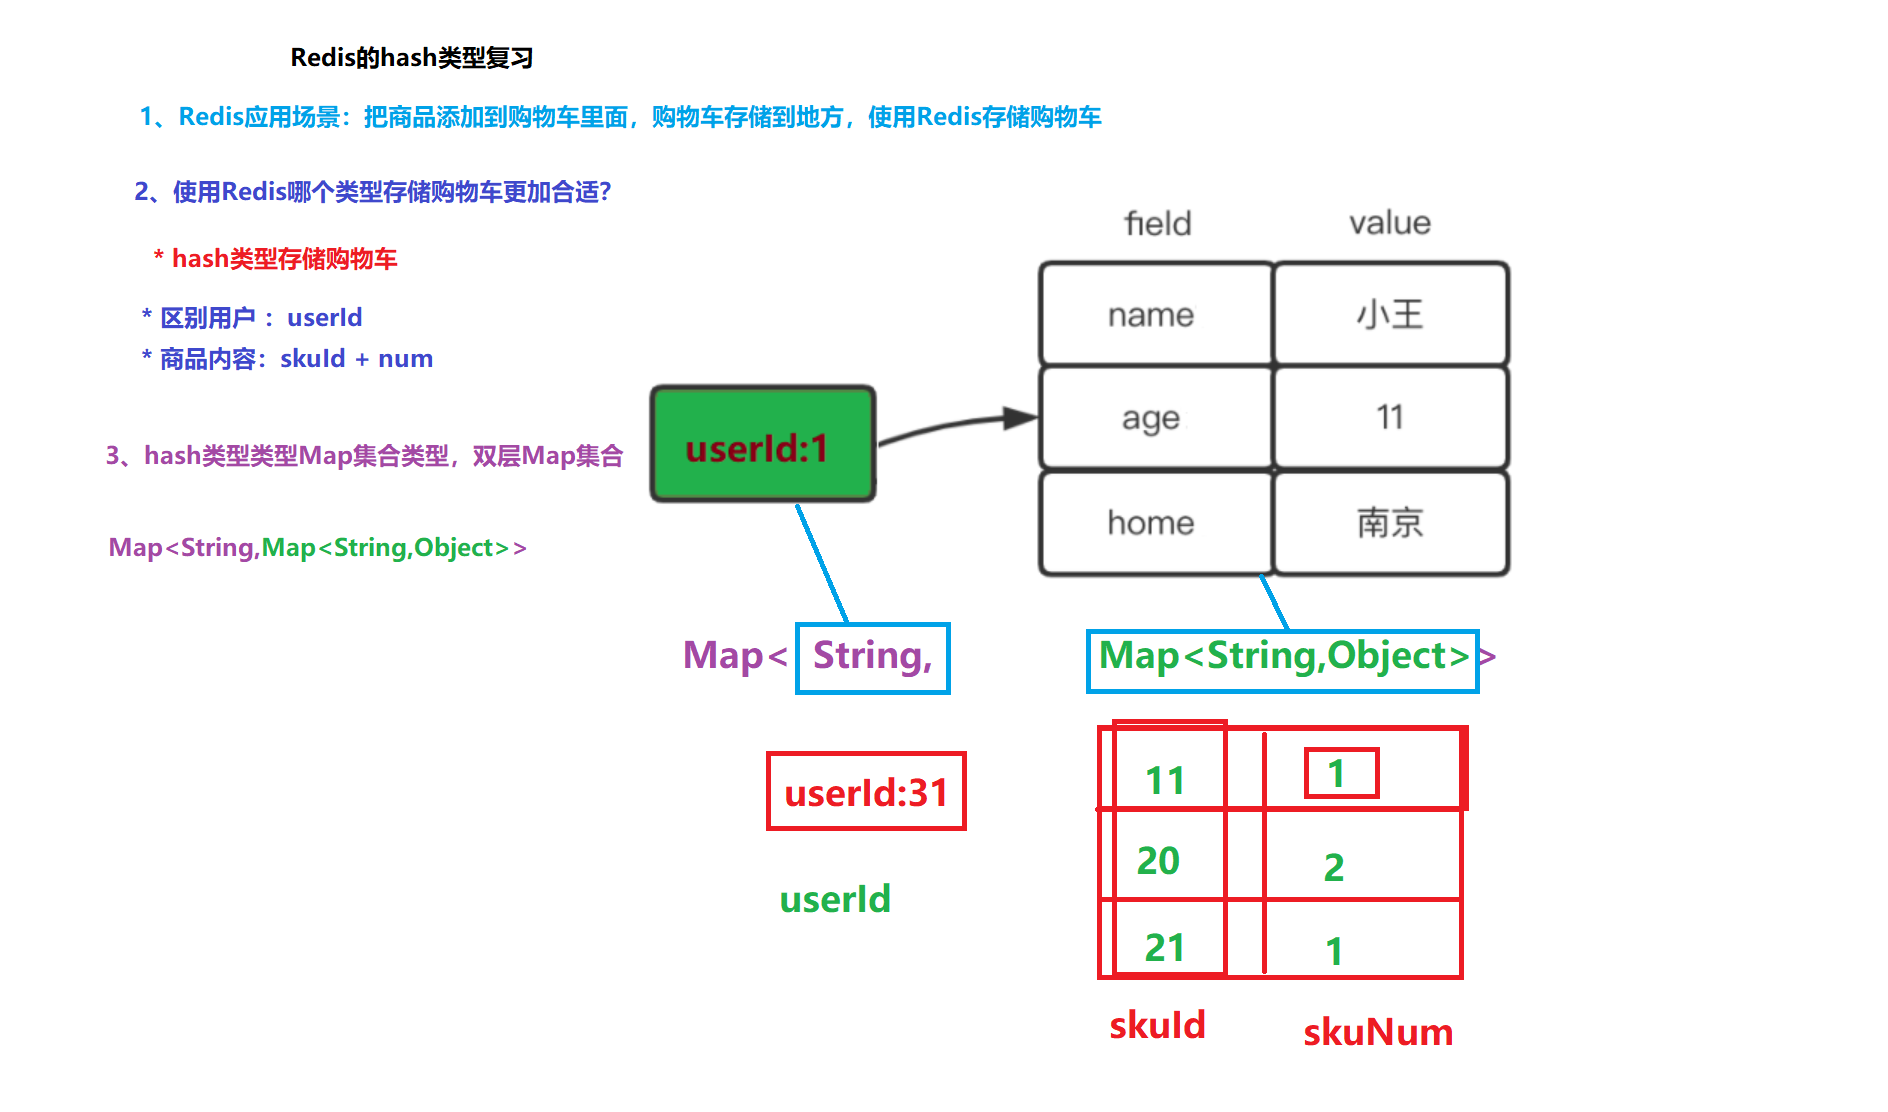 Redis的hash类型复习
1、Redis应用场景：把商品添加到购物车里面，购物车存储到地方，使用Redis存储购物车
2、使用Redis哪个类型存储购物车更加合适？
* hash类型存储购物车
* 区别用户 ：userId
* 商品内容：skuId + num
3、hash类型类型Map集合类型，双层Map集合
Map<String,Map<String,Object>>
field value
name 小王
age 11
home 南京
userId:1
Map< String, Map<String,Object>>
userId:31
userId
11 1
20 2
21 1
skuId skuNum